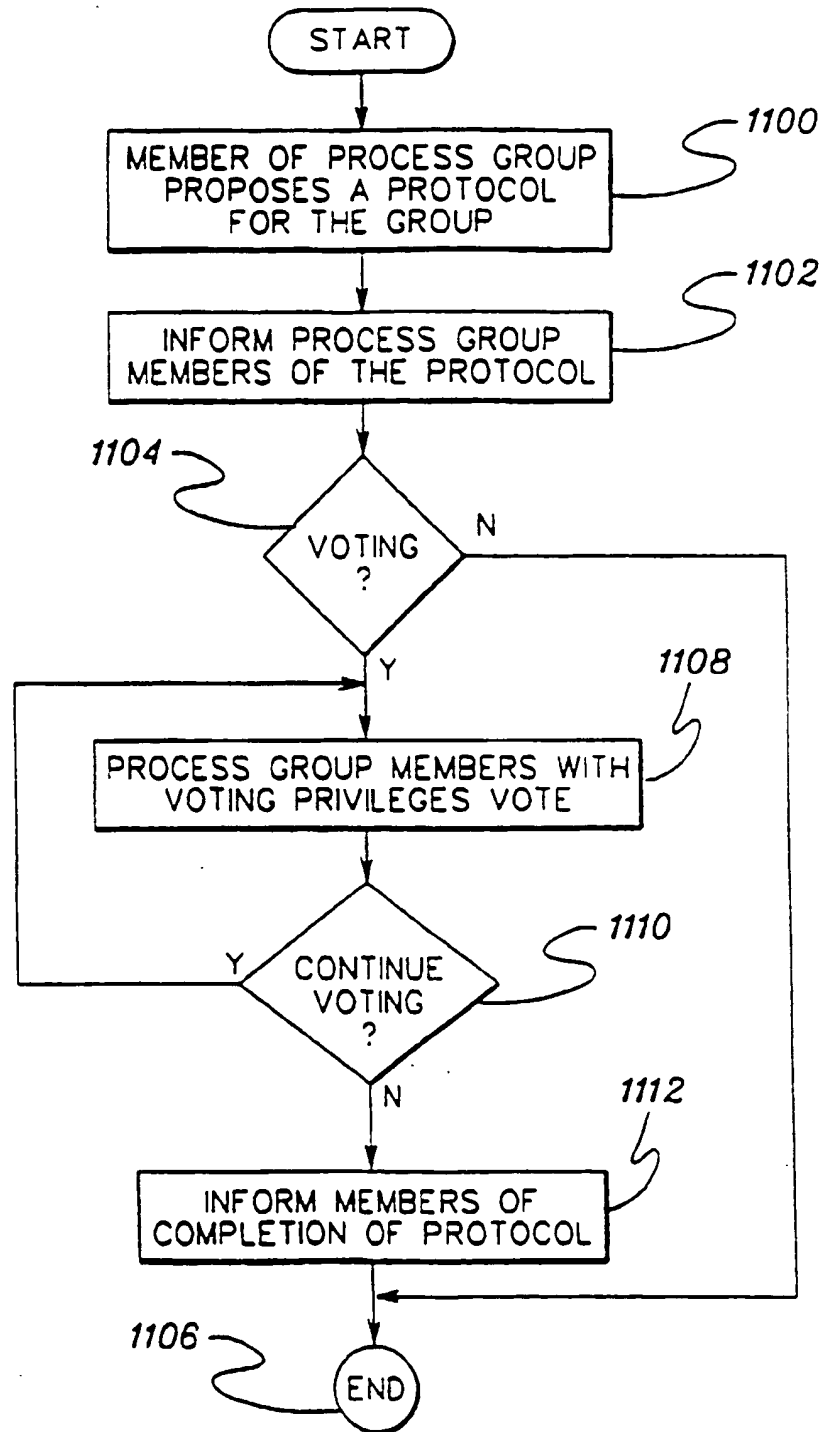 START
MEMBER OF PROCESS GROUP
PROPOSES A PROTOCOL
FOR THE GROUP
1100
INFORM PROCESS GROUP
MEMBERS OF THE PROTOCOL
1102
1104
VOTING
?
N
Y
1108
PROCESS GROUP MEMBERS WITH
VOTING PRIVILEGES VOTE
1110
Y
CONTINUE
VOTING
?
N
1112
INFORM MEMBERS OF
COMPLETION OF PROTOCOL
1106
END